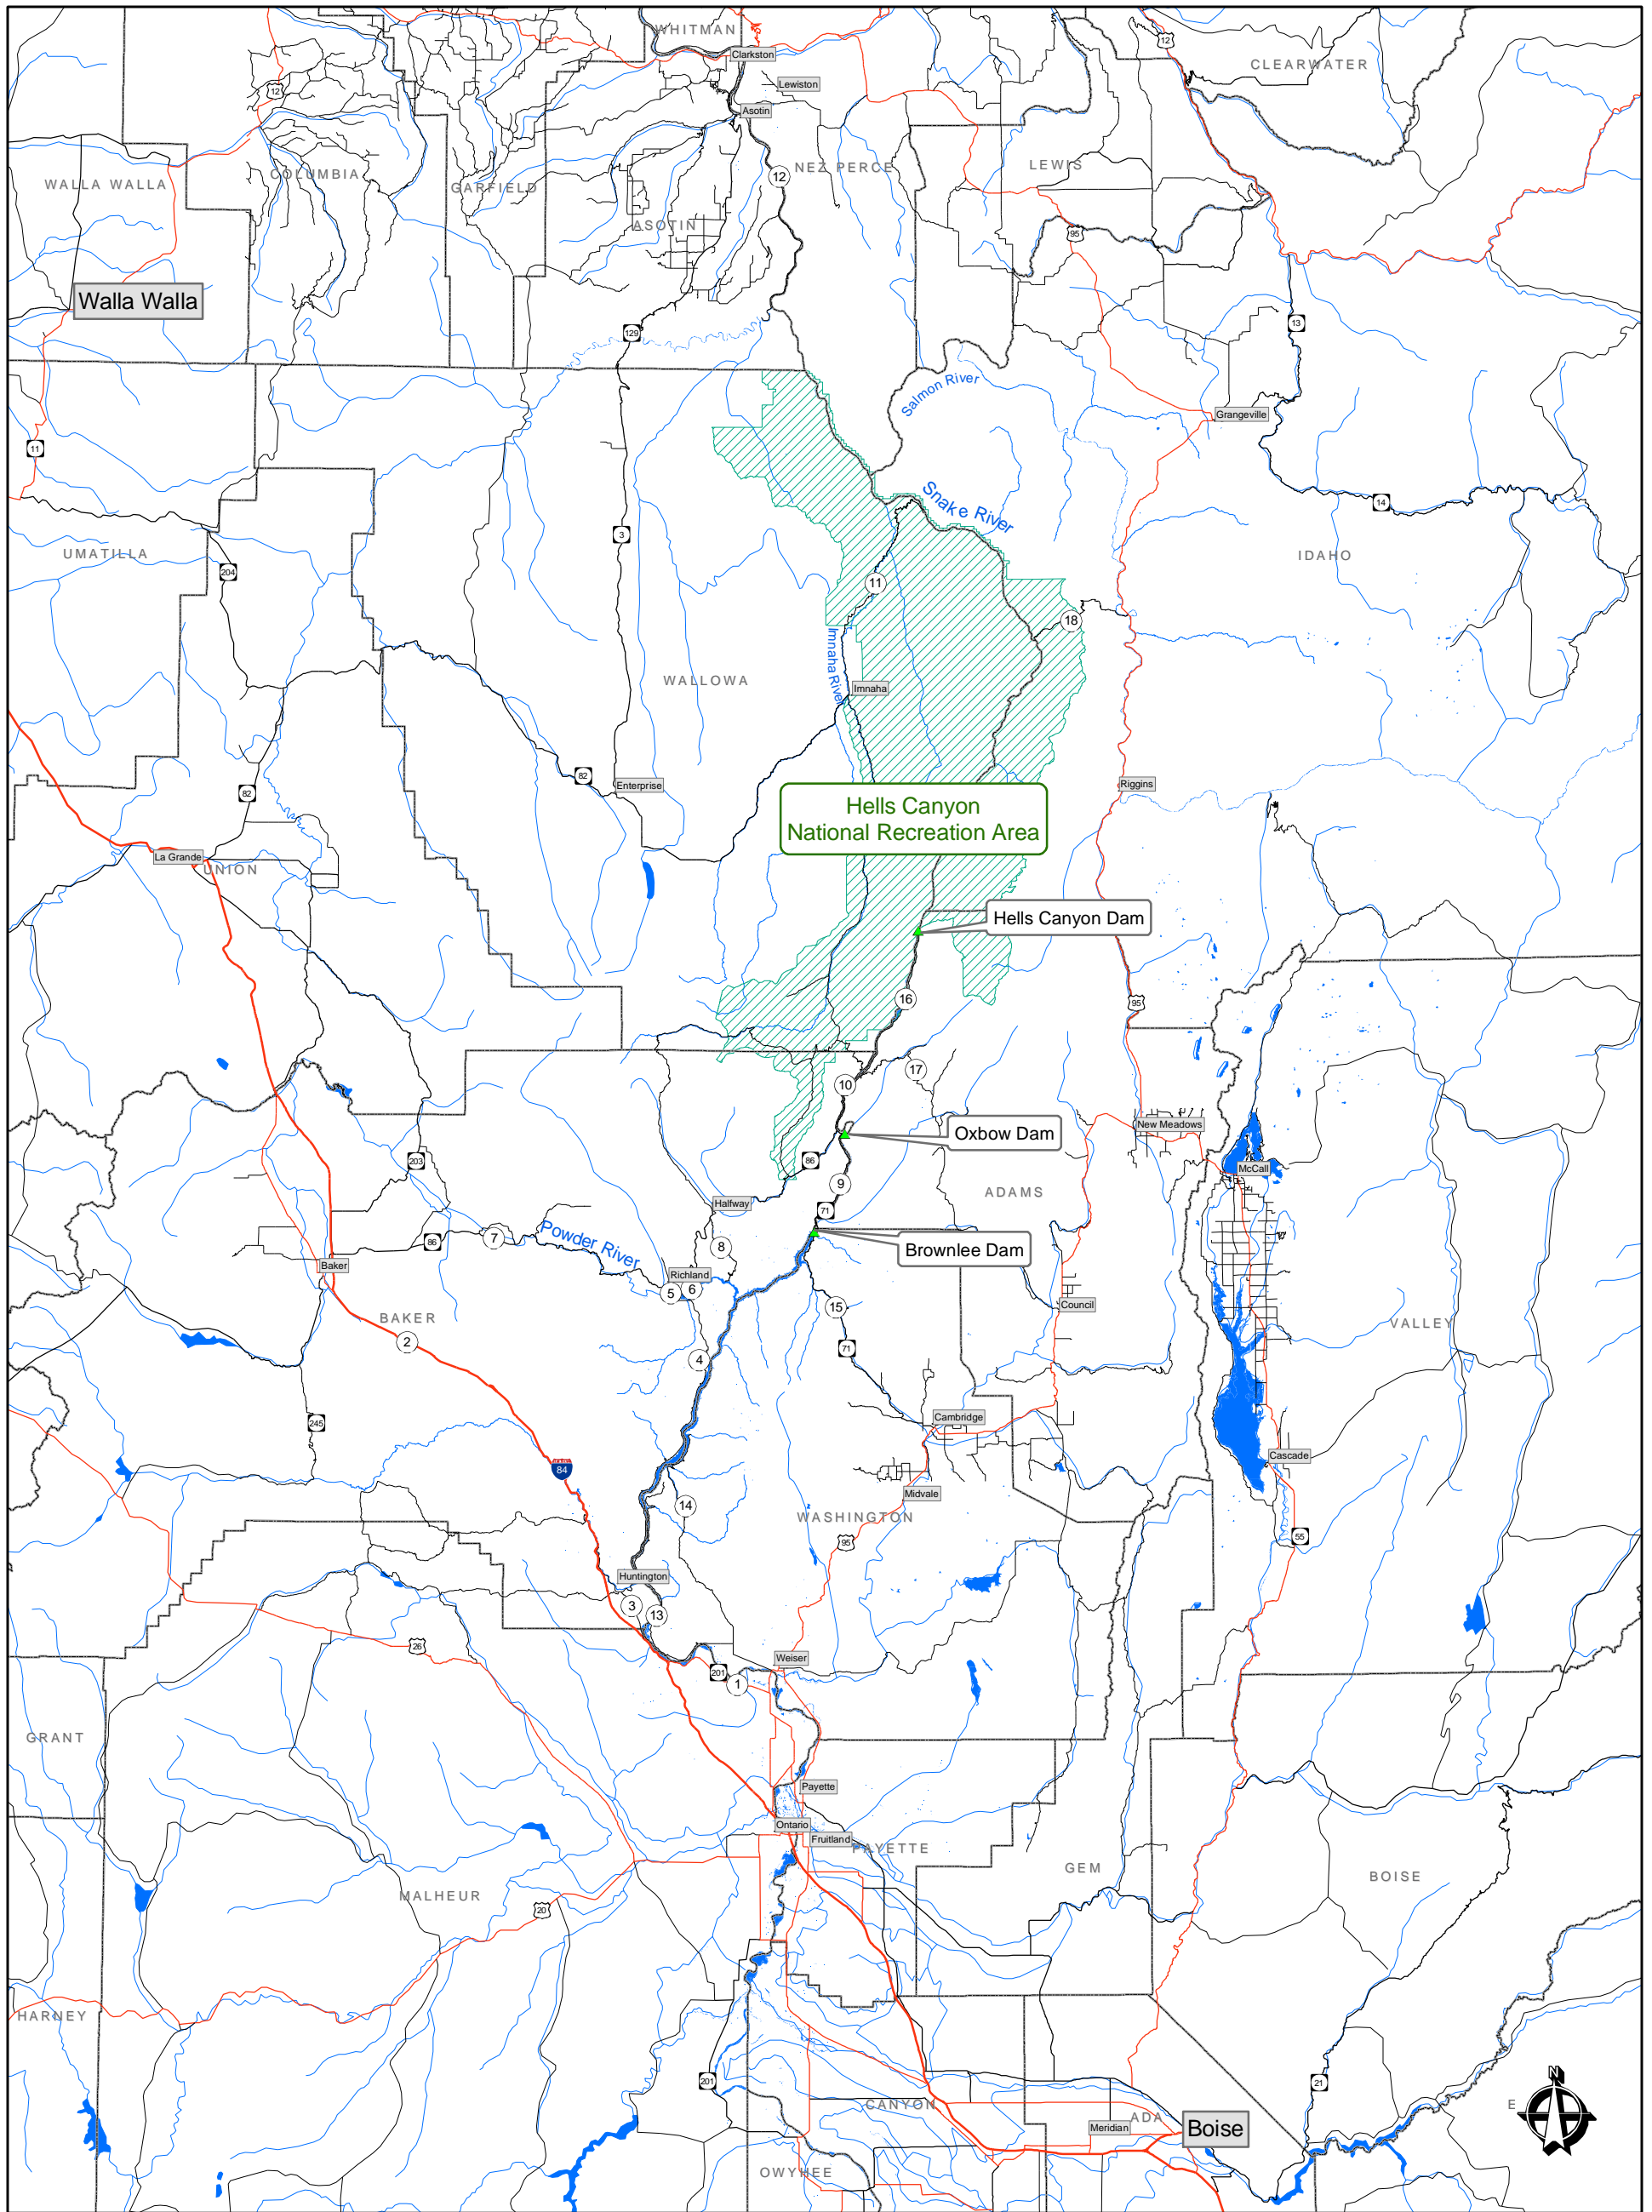 WHITMAN
12
CLEARWATER
Clarkston
Lewiston
12
Asotin
NEZ PERCE
LEWIS
COLUMBIA
WALLA WALLA
GARFIELD
12
ASOTIN
95
Walla Walla
129
13
Salmon River
Grangeville
11
Snake River
14
3
UMATILLA
IDAHO
204
11
18
Imnaha River
WALLOWA
Imnaha
82
Enterprise
Riggins
82
Hells Canyon
National Recreation Area
La Grande
UNION
Hells Canyon Dam
16
95
17
10
New Meadows
Oxbow Dam
203
86
McCall
9
ADAMS
Halfway
71
Powder River
7
86
8
Brownlee Dam
Baker
Richland
5
6
15
Council
BAKER
VALLEY
2
71
4
245
Cambridge
Cascade
84
Midvale
14
WASHINGTON
55
95
Huntington
3
13
26
Weiser
201
1
GRANT
Payette
Ontario
Fruitland
PAYETTE
GEM
BOISE
MALHEUR
20
HARNEY
N
201
21
CANYON
E
ADA
Meridian
Boise
OWYHEE